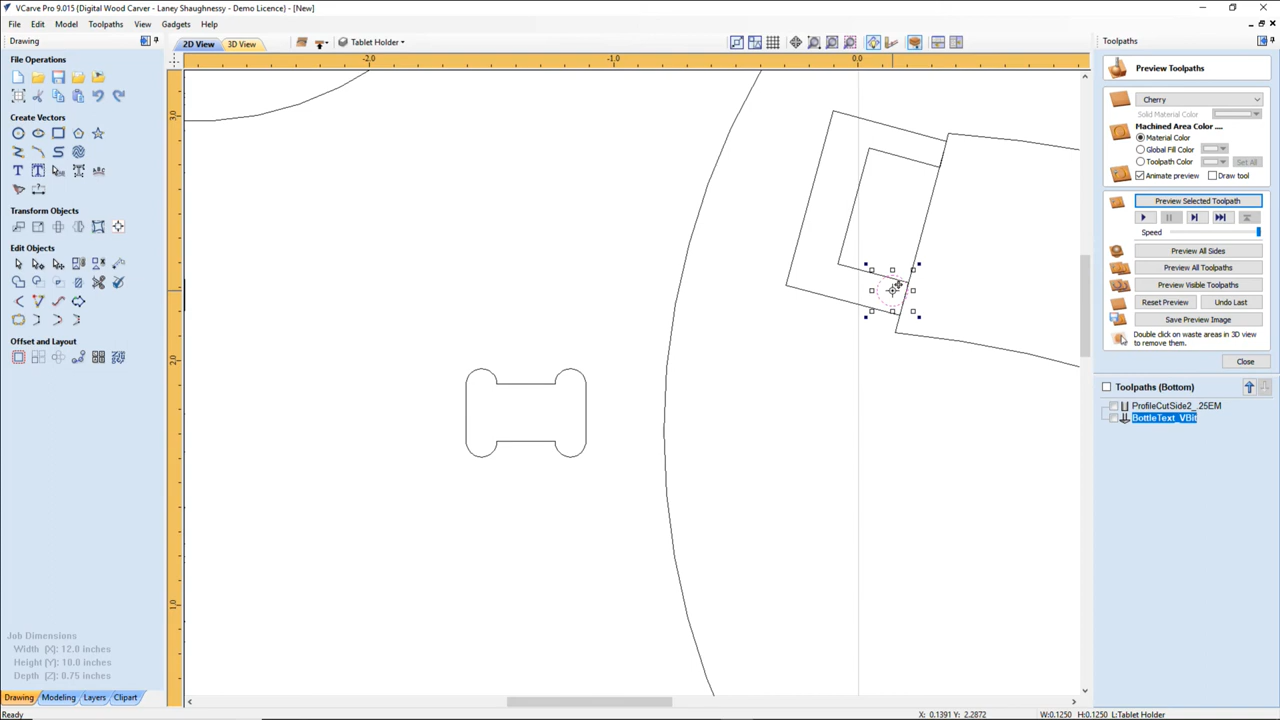 VCarve Pro 9.015 {Digital Wood Carver - Laney Shaughnessy - Demo Licence} - [New]
File Edit Model Toolpaths View Gadgets Help
Drawing
File Operations
Create Vectors
Transform Objects
Edit Objects
Offset and Layout
Job Dimensions
Width (X): 12.0 inches
Height (Y): 10.0 inches
Depth (Z): 0.75 inches
Drawing Modeling Layers Clipart
Ready
2D View 3D View
Tablet Holder
-2.0 -1.0 0.0
3.0
2.0
1.0
X: 0.1391 Y: 2.2872
W:0.1250 H:0.1250 L:Tablet Holder
Toolpaths
Preview Toolpaths
Cherry
Solid Material Color
Machined Area Color ....
Material Color
Global Fill Color
Toolpath Color
Set All
Animate preview Draw tool
Preview Selected Toolpath
Speed
Preview All Sides
Preview All Toolpaths
Preview Visible Toolpaths
Reset Preview Undo Last
Save Preview Image
Double click on waste areas in 3D view
to remove them.
Close
Toolpaths (Bottom)
ProfileCutSide2_.25EM
BottleText_VBit